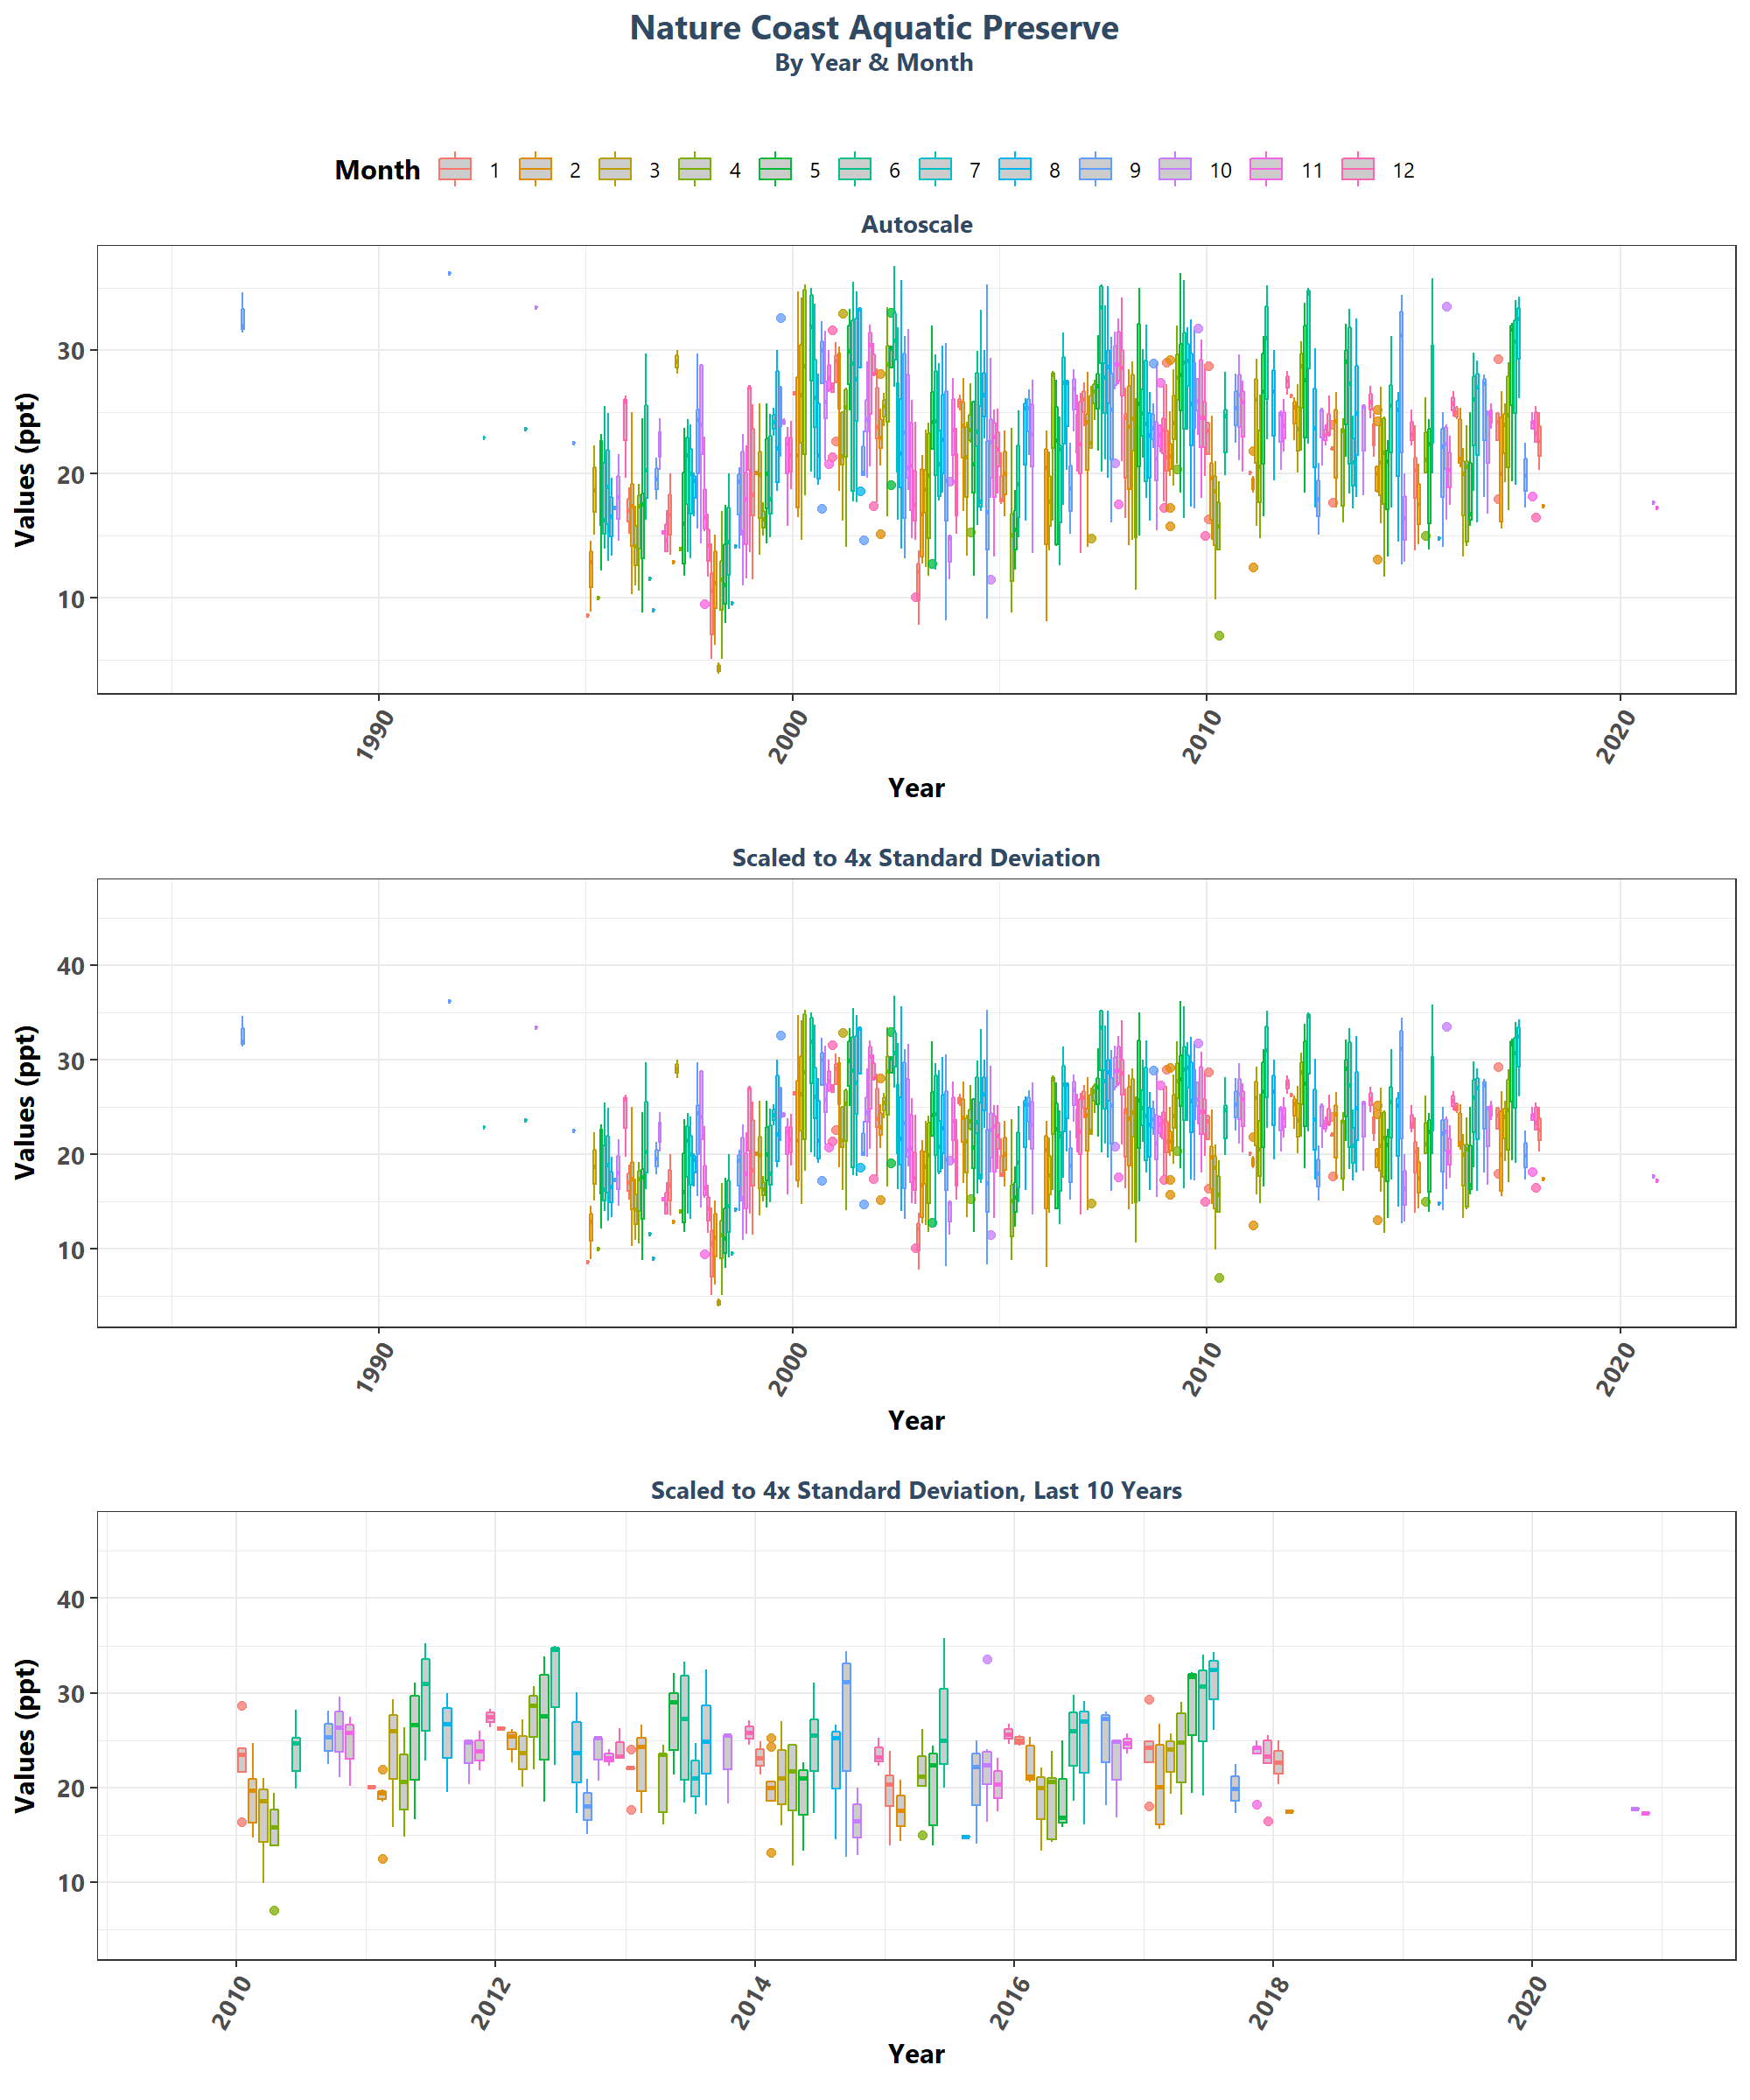 Nature Coast Aquatic Preserve
By Year & Month
Month 1 2 3 4 5 6 7 8 9 10 11 12
Autoscale
Values (ppt)
30
20
10
1990 2000 2010 2020
Year
Scaled to 4x Standard Deviation
Values (ppt)
40
30
20
10
1990 2000 2010 2020
Year
Scaled to 4x Standard Deviation, Last 10 Years
Values (ppt)
40
30
20
10
2010 2012 2014 2016 2018 2020
Year